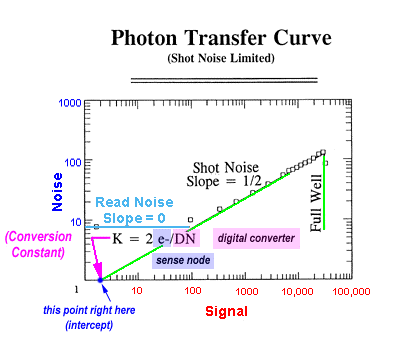 Photon Transfer Curve
(Shot Noise Limited)
1000
100
Shot Noise
Slope = 1/2
Noise
Read Noise
Slope = 0
Full Well
10
(Conversion
Constant)
K = 2 e-/DN
digital converter
sense node
1
10
100
1000
10,000
100,000
this point right here
(intercept)
Signal